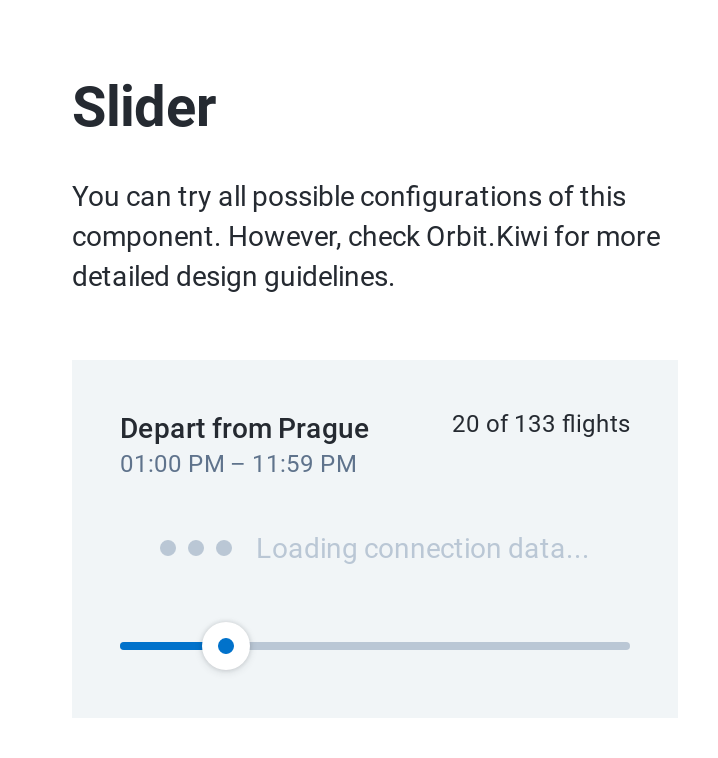 Slider
You can try all possible configurations of this
component. However, check Orbit.Kiwi for more
detailed design guidelines.
Depart from Prague
20 of 133 flights
01:00 PM – 11:59 PM
Loading connection data...